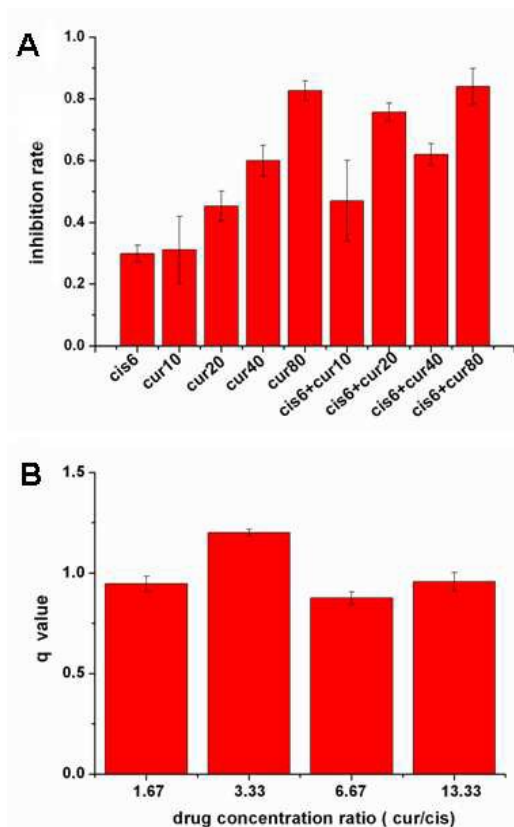 A
inhibition rate
1.0
0.8
0.6
0.4
0.2
0.0
cis6
cur10
cur20
cur40
cur80
cis6+cur10
cis6+cur20
cis6+cur40
cis6+cur80
B
q value
1.5
1.0
0.5
0.0
1.67 3.33 6.67 13.33
drug concentration ratio ( cur/cis)